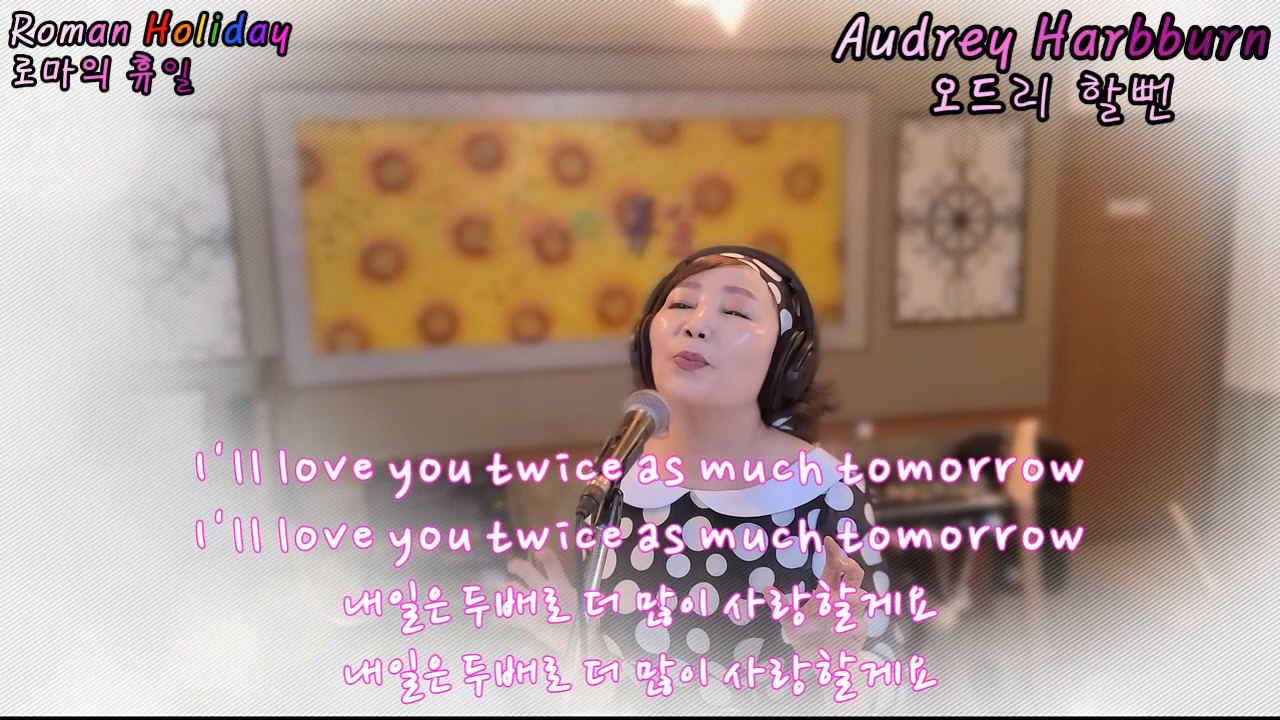 Roman Holiday
로마의 휴일
Audrey Harbburn
오드리 할뻔
I'll love you twice as much tomorrow
I'll love you twice as much tomorrow
내일은 두배로 더 많이 사랑할게요
내일은 두배로 더 많이 사랑할게요